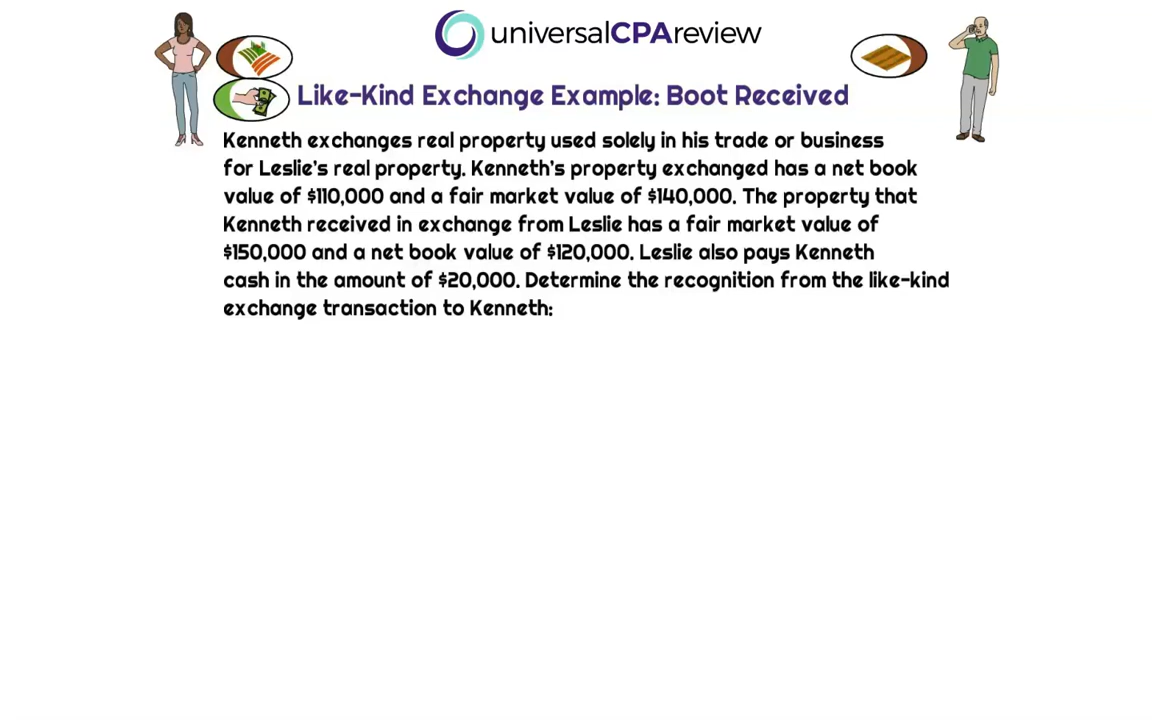 universalCPAreview
Like-Kind Exchange Example: Boot Received
Kenneth exchanges real property used solely in his trade or business
for Leslie's real property. Kenneth's property exchanged has a net book
value of $110,000 and a fair market value of $140,000. The property that
Kenneth received in exchange from Leslie has a fair market value of
$150,000 and a net book value of $120,000. Leslie also pays Kenneth
cash in the amount of $20,000. Determine the recognition from the like-kind
exchange transaction to Kenneth: